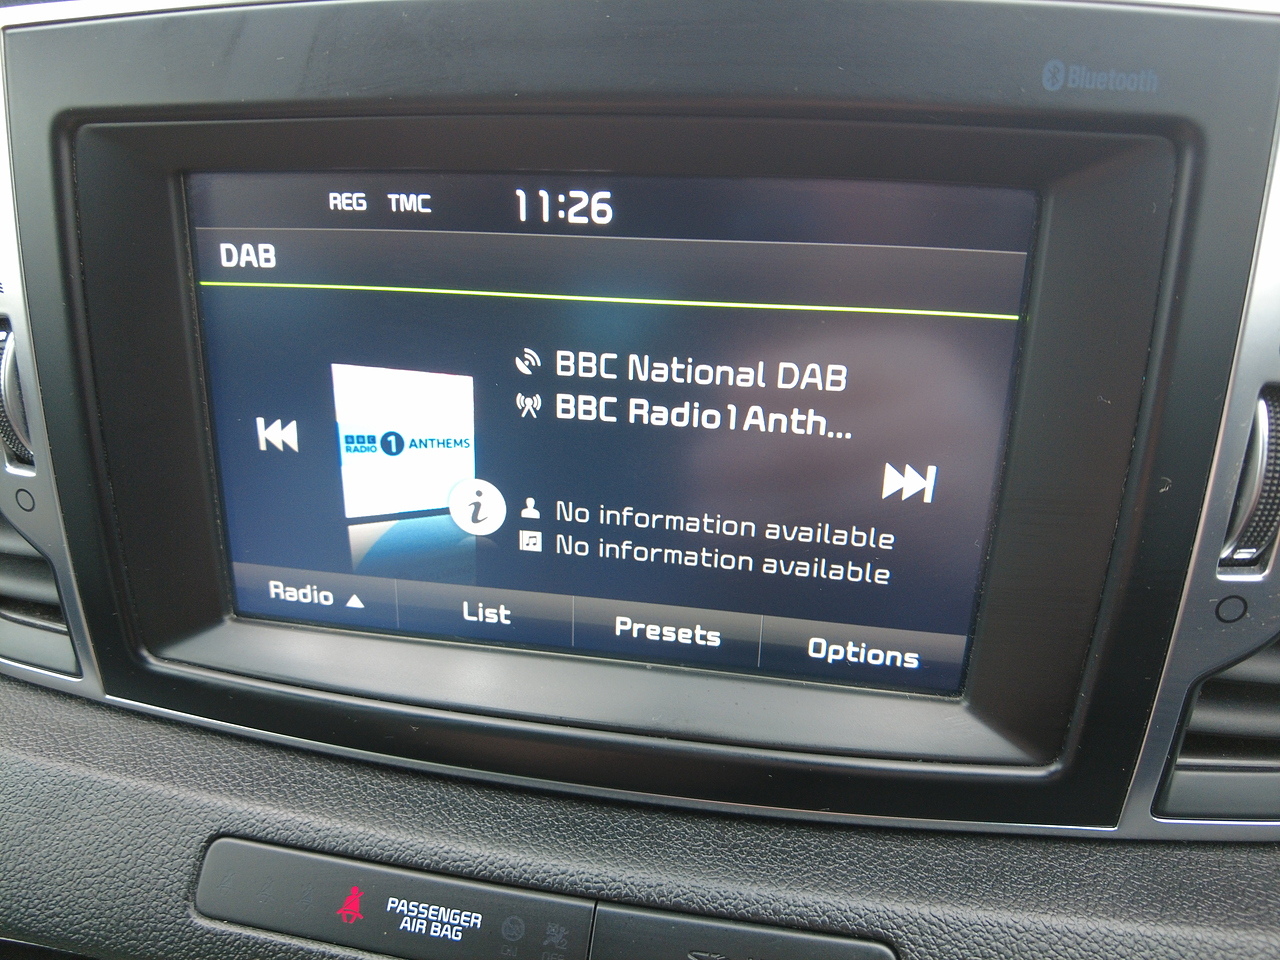 Bluetooth
REG TMC 11:26
DAB
BBC National DAB
BBC Radio1Anth...
BBC
RADIO 1 ANTHEMS
i
No information available
No information available
Radio List Presets Options
PASSENGER
AIR BAG